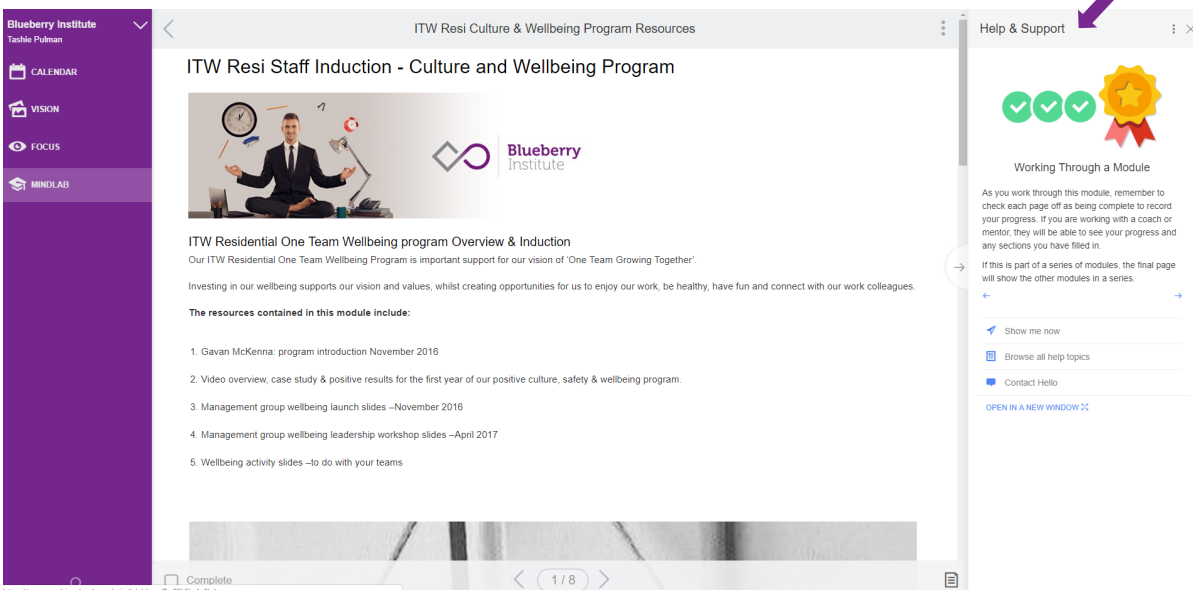 Blueberry Institute
Tashie Pulman
CALENDAR
VISION
FOCUS
MINDLAB
ITW Resi Culture & Wellbeing Program Resources
ITW Resi Staff Induction - Culture and Wellbeing Program
Blueberry
Institute
ITW Residential One Team Wellbeing program Overview & Induction
Our ITW Residential One Team Wellbeing Program is important support for our vision of 'One Team Growing Together'.
Investing in our wellbeing supports our vision and values, whilst creating opportunities for us to enjoy our work, be healthy, have fun and connect with our work colleagues.
The resources contained in this module include:
1. Gavan McKenna: program introduction November 2016
2. Video overview, case study & positive results for the first year of our positive culture, safety & wellbeing program.
3. Management group wellbeing launch slides –November 2016
4. Management group wellbeing leadership workshop slides –April 2017
5. Wellbeing activity slides –to do with your teams
Complete
1 / 8
Help & Support
Working Through a Module
As you work through this module, remember to
check each page off as being complete to record
your progress. If you are working with a coach or
mentor, they will be able to see your progress and
any sections you have filled in.
If this is part of a series of modules, the final page
will show the other modules in a series.
Show me now
Browse all help topics
Contact Hello
OPEN IN A NEW WINDOW